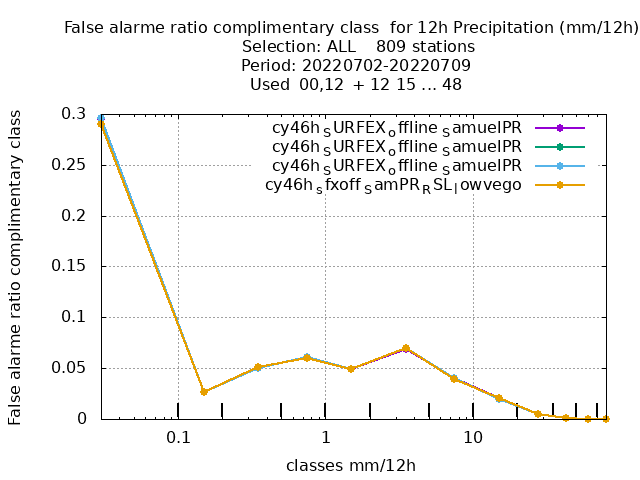 False alarme ratio complimentary class  for 12h Precipitation (mm/12h)
Selection: ALL    809 stations
Period: 20220702-20220709
Used  00,12  + 12 15 ... 48
False alarme ratio complimentary class
0.3
0.25
0.2
0.15
0.1
0.05
0
cy46h_SURFEX_offline_SamuelPR
cy46h_SURFEX_offline_SamuelPR
cy46h_SURFEX_offline_SamuelPR
cy46h_sfxoff_SamPR_RSL_lowvego
0.1
1
10
classes mm/12h